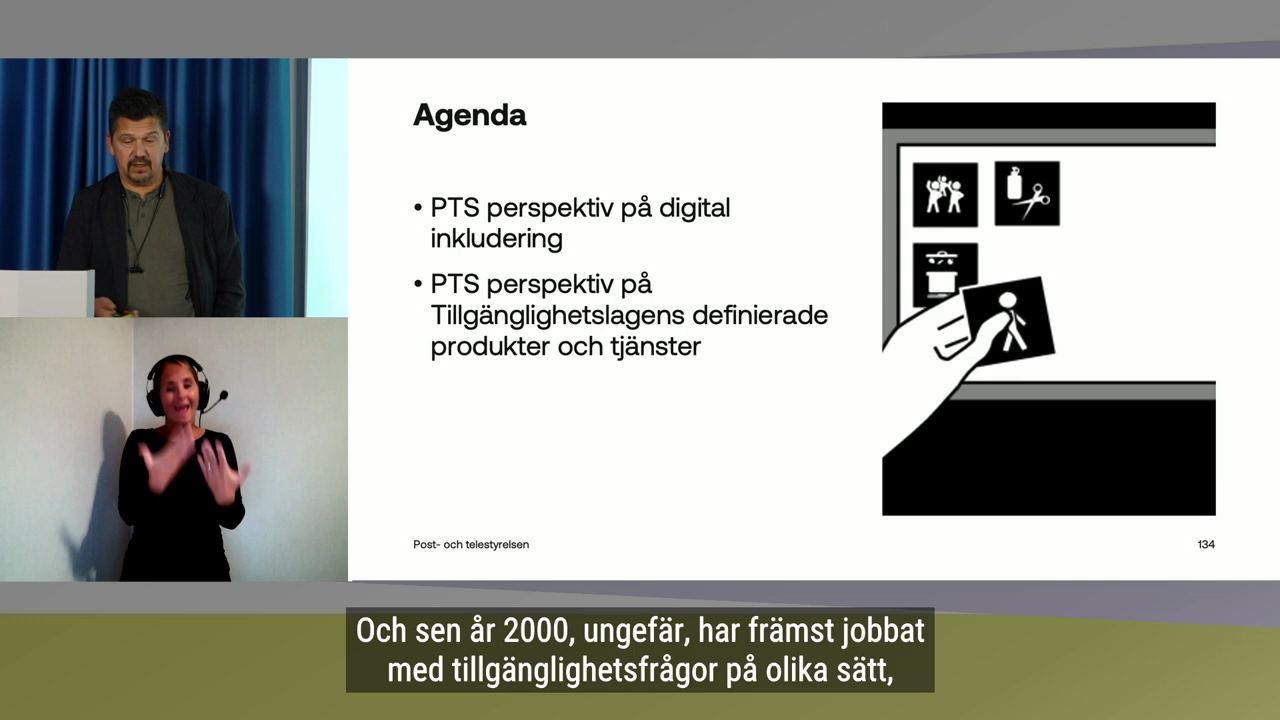 Agenda
• PTS perspektiv på digital
inkludering
• PTS perspektiv på
Tillgänglighetslagens definierade
produkter och tjänster
Post- och telestyrelsen
134
Och sen år 2000, ungefär, har främst jobbat
med tillgänglighetsfrågor på olika sätt,